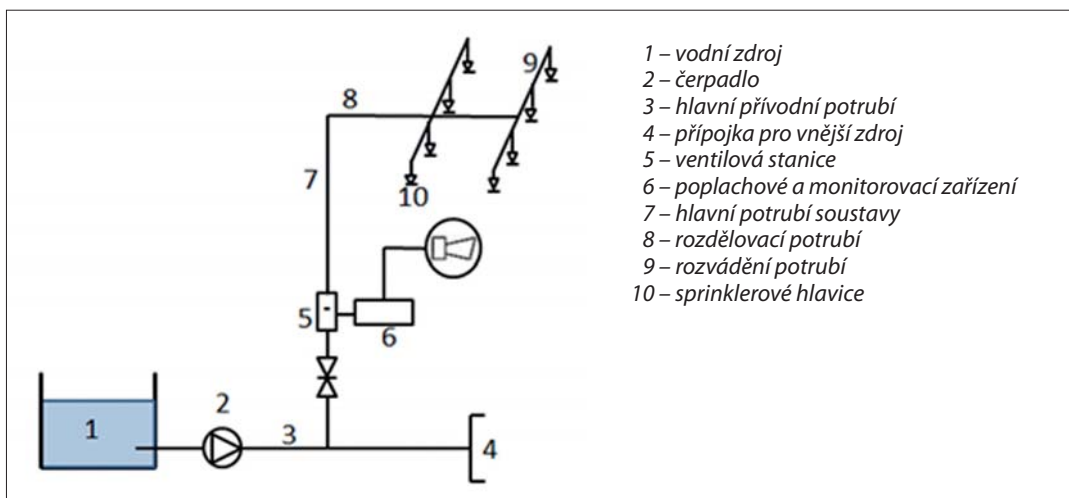 9
8
7
10
5
6
2
1
3
4
1 – vodní zdroj
2 – čerpadlo
3 – hlavní přívodní potrubí
4 – přípojka pro vnější zdroj
5 – ventilová stanice
6 – poplachové a monitorovací zařízení
7 – hlavní potrubí soustavy
8 – rozdělovací potrubí
9 – rozvádění potrubí
10 – sprinklerové hlavice